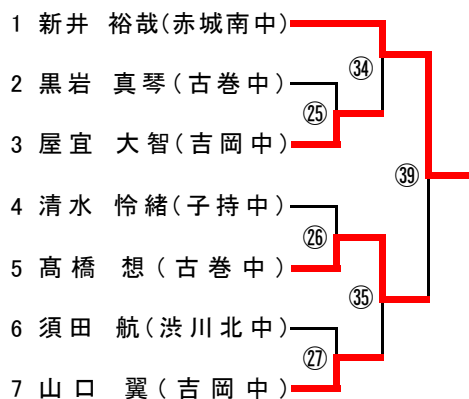 1 新井 裕哉(赤城南中)
㉞
2 黒岩 真琴(古巻中)
㉕
3 屋宜 大智(吉岡中)
㊴
4 清水 怜緒(子持中)
㉖
5 髙橋 想(古巻中)
㉟
6 須田 航(渋川北中)
㉗
7 山口 翼(吉岡中)